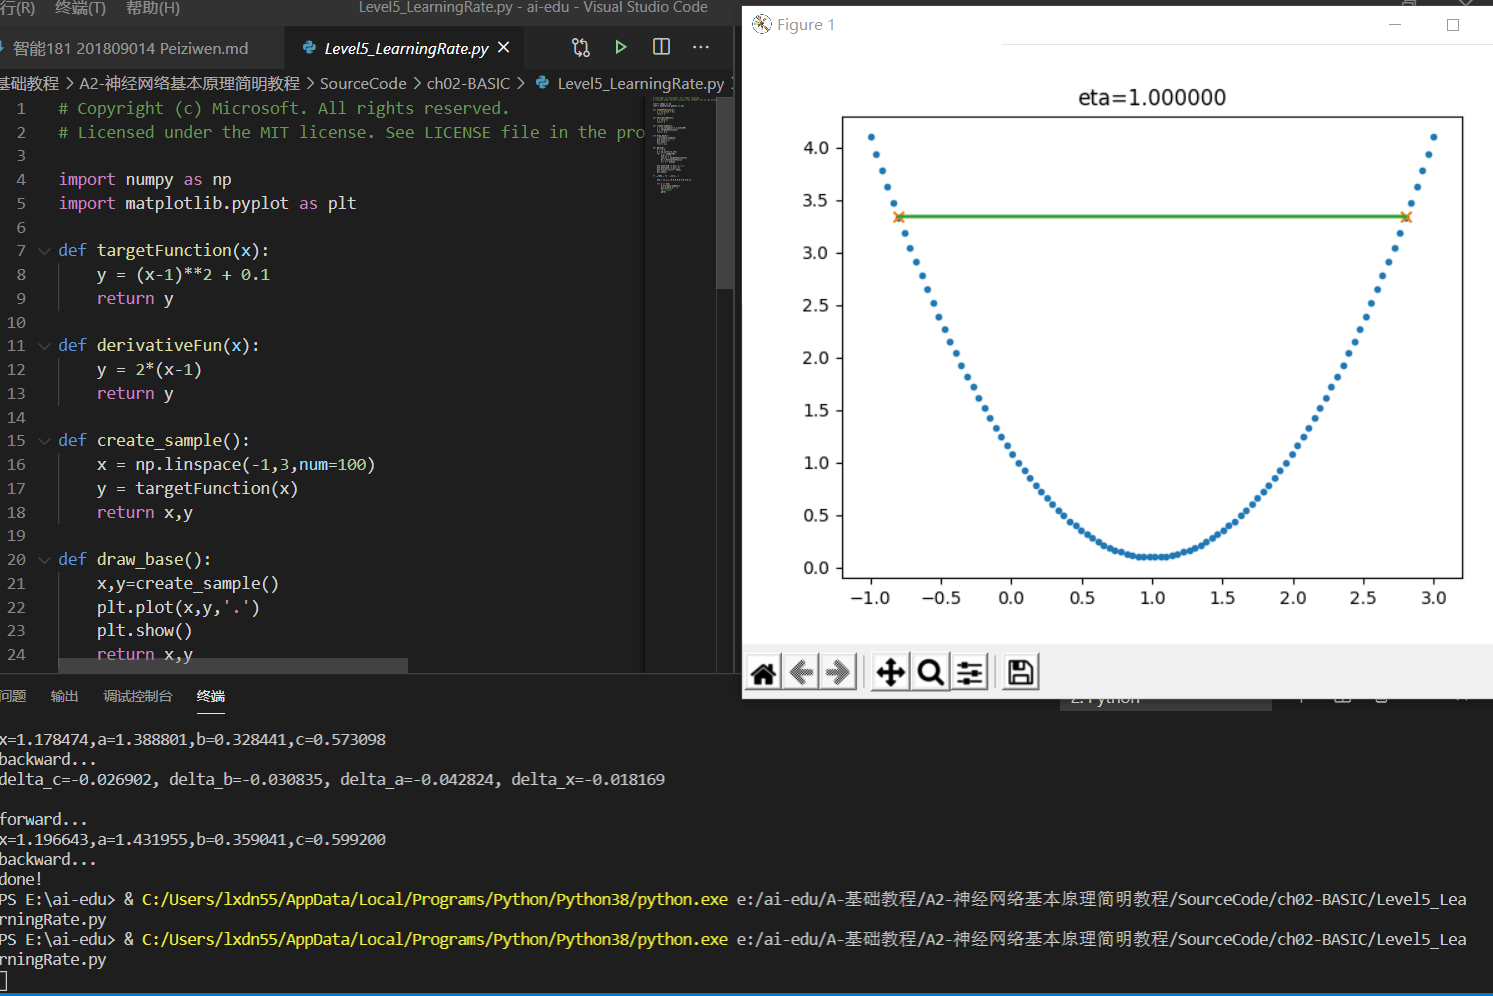 行(R) 终端(T) 帮助(H) Level5_LearningRate.py - ai-edu - Visual Studio Code
智能181 201809014 Peiziwen.md Level5_LearningRate.py
基础教程 > A2-神经网络基本原理简明教程 > SourceCode > ch02-BASIC > Level5_LearningRate.py
1 # Copyright (c) Microsoft. All rights reserved.
2 # Licensed under the MIT license. See LICENSE file in the pro
3
4 import numpy as np
5 import matplotlib.pyplot as plt
6
7 def targetFunction(x):
8 y = (x-1)**2 + 0.1
9 return y
10
11 def derivativeFun(x):
12 y = 2*(x-1)
13 return y
14
15 def create_sample():
16 x = np.linspace(-1,3,num=100)
17 y = targetFunction(x)
18 return x,y
19
20 def draw_base():
21 x,y=create_sample()
22 plt.plot(x,y,'.')
23 plt.show()
24 return x,y
Figure 1
eta=1.000000
4.0
3.5
3.0
2.5
2.0
1.5
1.0
0.5
0.0
−1.0 −0.5 0.0 0.5 1.0 1.5 2.0 2.5 3.0
问题 输出 调试控制台 终端
2: Python
x=1.178474,a=1.388801,b=0.328441,c=0.573098
backward...
delta_c=-0.026902, delta_b=-0.030835, delta_a=-0.042824, delta_x=-0.018169
forward...
x=1.196643,a=1.431955,b=0.359041,c=0.599200
backward...
done!
PS E:\ai-edu> & C:/Users/lxdn55/AppData/Local/Programs/Python/Python38/python.exe e:/ai-edu/A-基础教程/A2-神经网络基本原理简明教程/SourceCode/ch02-BASIC/Level5_Lea
rningRate.py
PS E:\ai-edu> & C:/Users/lxdn55/AppData/Local/Programs/Python/Python38/python.exe e:/ai-edu/A-基础教程/A2-神经网络基本原理简明教程/SourceCode/ch02-BASIC/Level5_Lea
rningRate.py